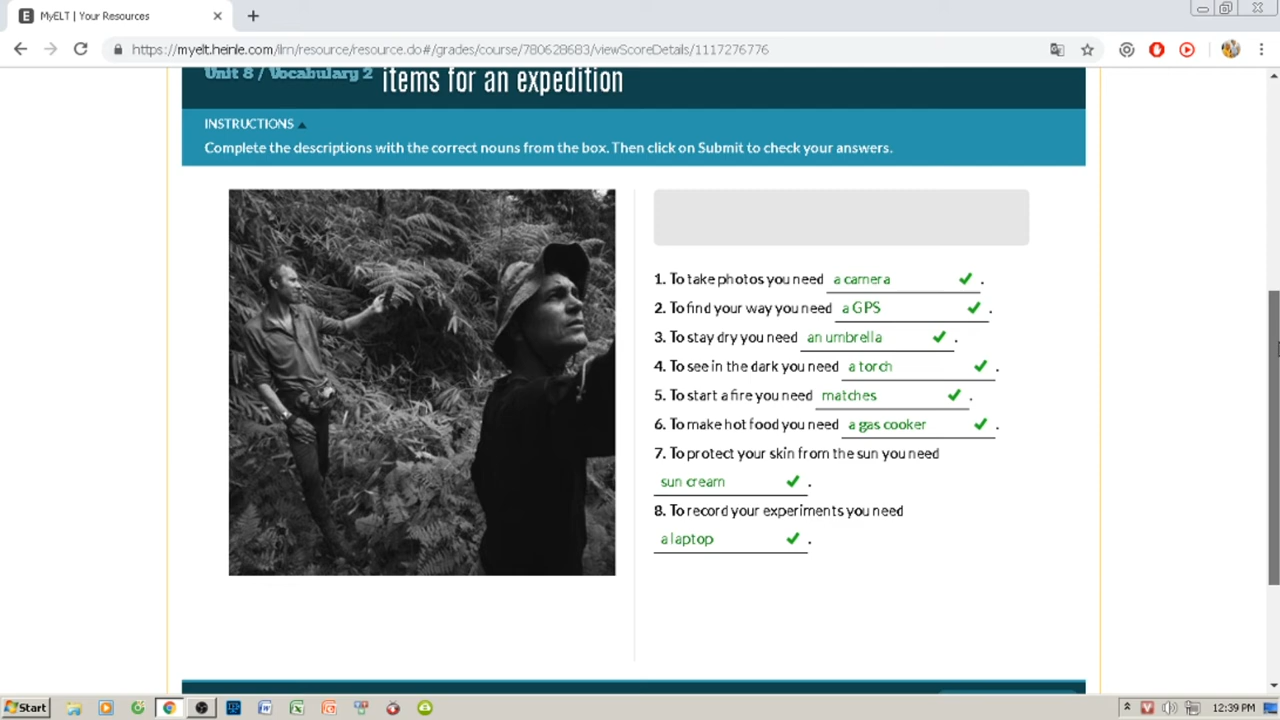 MyELT | Your Resources
https://myelt.heinle.com/ilrn/resource/resource.do#/grades/course/780628683/viewScoreDetails/1117276776
Unit 8 / Vocabulary 2 items for an expedition
INSTRUCTIONS
Complete the descriptions with the correct nouns from the box. Then click on Submit to check your answers.
1. To take photos you need a camera .
2. To find your way you need a GPS .
3. To stay dry you need an umbrella .
4. To see in the dark you need a torch .
5. To start a fire you need matches .
6. To make hot food you need a gas cooker .
7. To protect your skin from the sun you need
sun cream .
8. To record your experiments you need
a laptop .
Start
12:39 PM